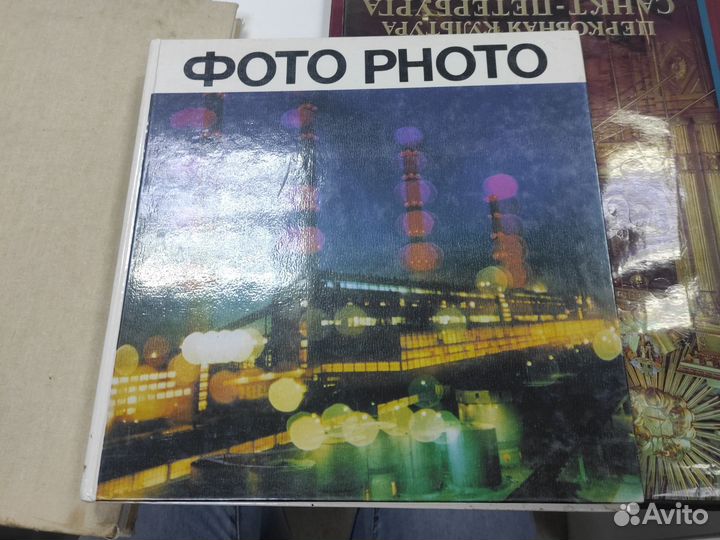 ФОТО PHOTO
ЦЕРКОВНАЯ КУЛЬТУРА
САНКТ-ПЕТЕРБУРГА
Avito